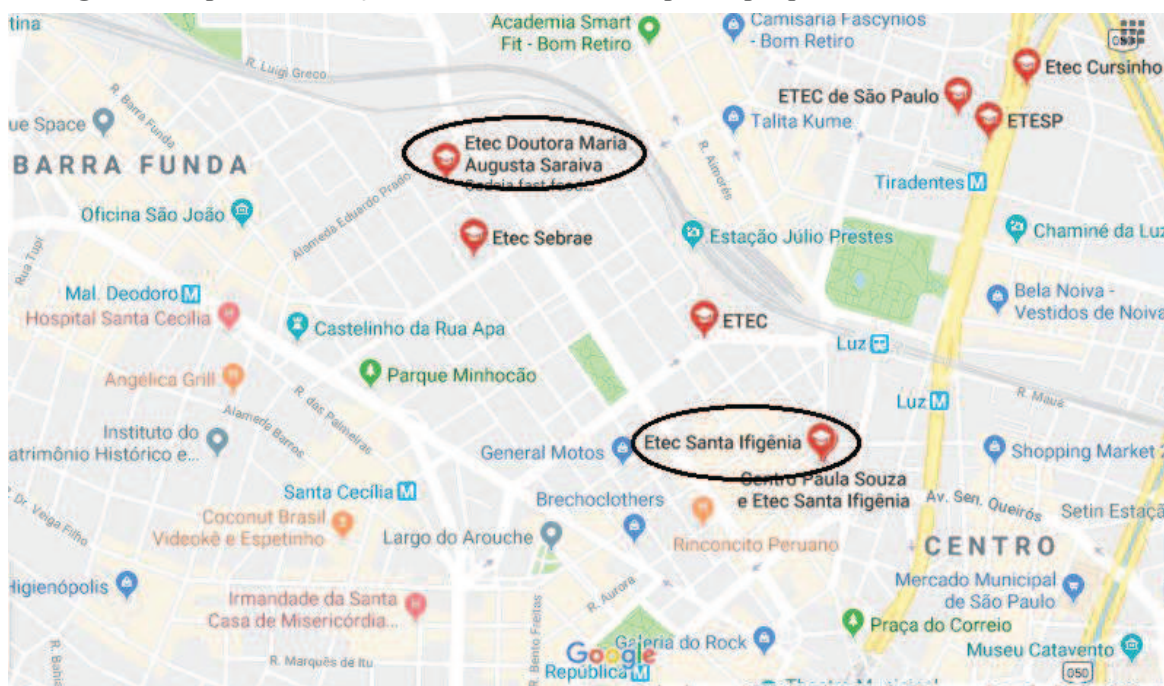 tina
Academia Smart
Fit - Bom Retiro
Camisaria Fascynios
- Bom Retiro
050
R. Luigi Greco
Etec Cursinho
R. Barra Funda
ETEC de São Paulo
ETESP
ue Space
Talita Kume
Etec Doutora Maria
Augusta Saraiva
Sodeia fast food
BARRA FUNDA
R. Aimorés
Tiradentes M
Alameda Eduardo Prado
Oficina São João
Etec Sebrae
Estação Júlio Prestes
Chaminé da Luz
Rua Tupi
Mal. Deodoro M
Hospital Santa Cecília
Bela Noiva -
Vestidos de Noiva
Castelinho da Rua Apa
ETEC
Luz
Angélica Grill
Parque Minhocão
R. das Palmeiras
Luz M
R. Mauá
Alameda Barros
Instituto do
atrimônio Histórico e...
General Motos
Etec Santa Ifigênia
Shopping Market 2
Centro Paula Souza
e Etec Santa Ifigênia
Santa Cecília M
Brechoclothers
Av. Sen. Queirós
Setin Estaçã
R. Dr. Veiga Filho
Coconut Brasil
Videokê e Espetinho
Largo do Arouche
Rinconcito Peruano
CENTRO
Higienópolis
Irmandade da Santa
Casa de Misericórdia...
R. Aurora
Mercado Municipal
de São Paulo
R. Bento Freitas
Praça do Correio
Galeria do Rock
Museu Catavento
R. Bahi
R. Marquês de Itu
Google
República M
050
Theatro Municipal